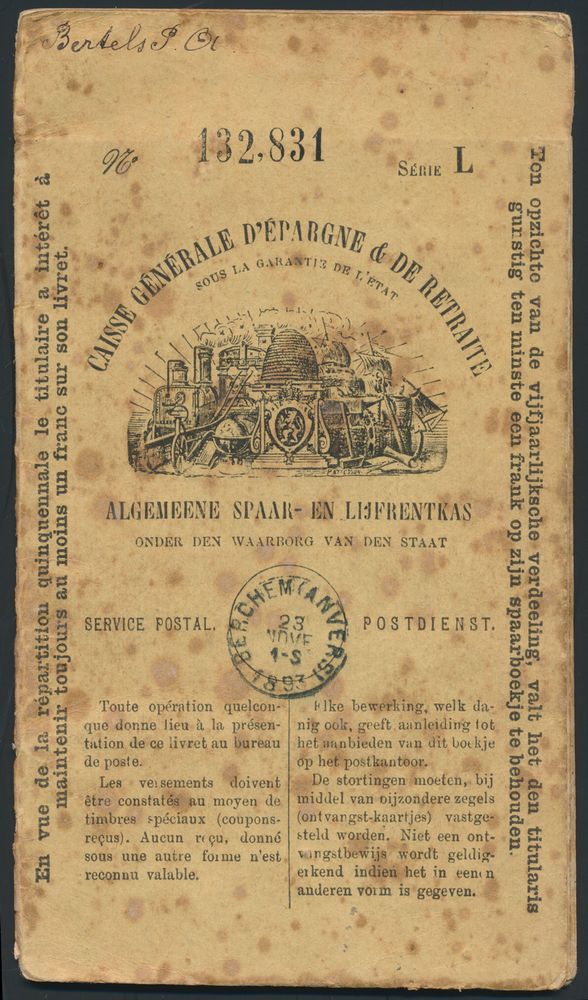 Bertels P. Ct
Nº 132,831
SÉRIE L
CAISSE GÉNÉRALE D'ÉPARGNE & DE RETRAITE
SOUS LA GARANTIE DE L'ETAT
ALGEMEENE SPAAR- EN LIJFRENTKAS
ONDER DEN WAARBORG VAN DEN STAAT
SERVICE POSTAL. POSTDIENST.
BERCHEM (ANVERS)
23
NOVE
1-S
1893
Toute opération quelcon-
que donne lieu à la présen-
tation de ce livret au bureau
de poste.
Les versements doivent
être constatés au moyen de
timbres spéciaux (coupons-
reçus). Aucun reçu, donné
sous une autre forme n'est
reconnu valable.
Elke bewerking, welk da-
nig ook, geeft aanleiding tot
het aanbieden van dit boekje
op het postkantoor.
De stortingen moeten, bij
middel van bijzondere zegels
(ontvangst-kaartjes) vastge-
steld worden. Niet een ont-
vangstbewijs wordt geldig-
erkend indien het in eenen
anderen vorm is gegeven.
En vue de la répartition quinquennale le titulaire a intérêt à
maintenir toujours au moins un franc sur son livret.
Ten opzichte van de vijfjaarlijksche verdeeling, valt het den titularis
gunstig ten minste een frank op zijn spaarboekje te behouden.